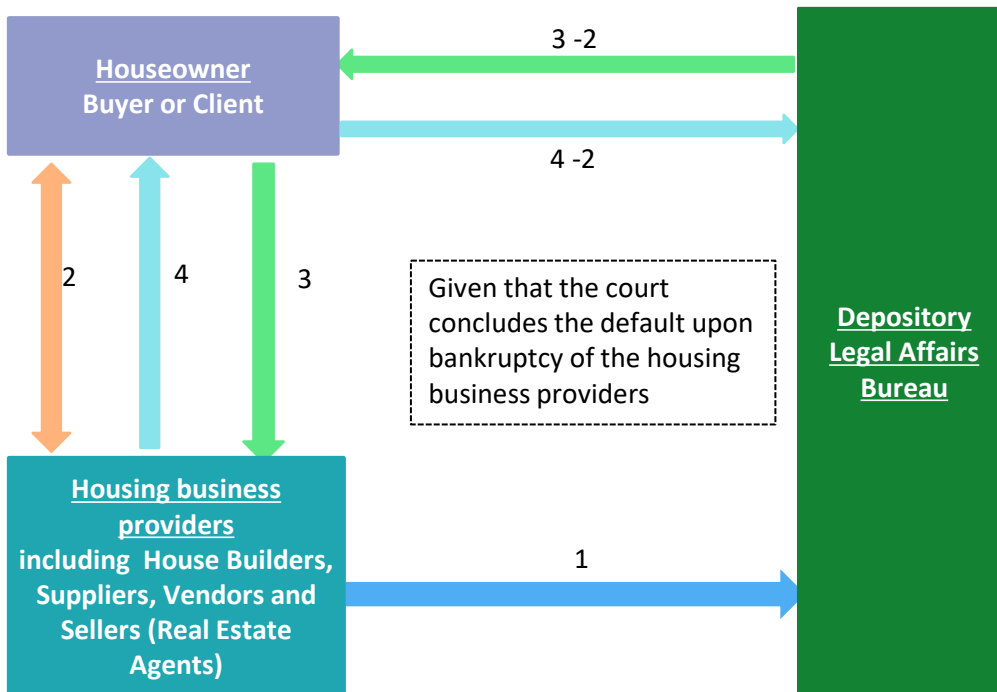 3 -2
Houseowner
Buyer or Client
4 -2
2
4
3
Given that the court
concludes the default upon
bankruptcy of the housing
business providers
Depository
Legal Affairs
Bureau
Housing business
providers
including House Builders,
Suppliers, Vendors and
Sellers (Real Estate
Agents)
1